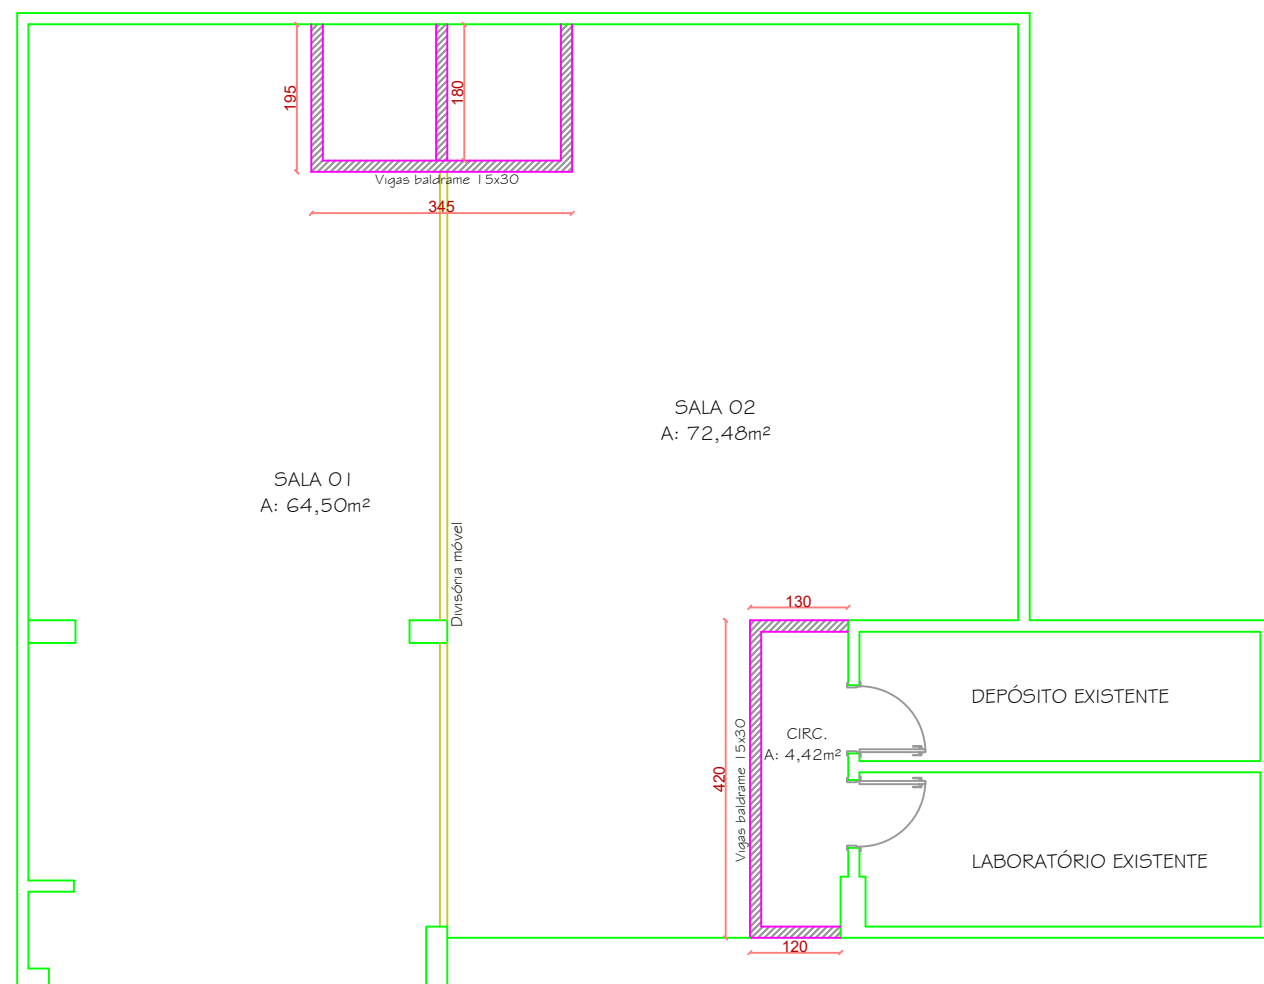 195
180
Vigas baldrame 15x30
345
SALA 02
A: 72,48m²
SALA 01
A: 64,50m²
Divisória móvel
130
DEPÓSITO EXISTENTE
CIRC.
A: 4,42m²
420
Vigas baldrame 15x30
LABORATÓRIO EXISTENTE
120